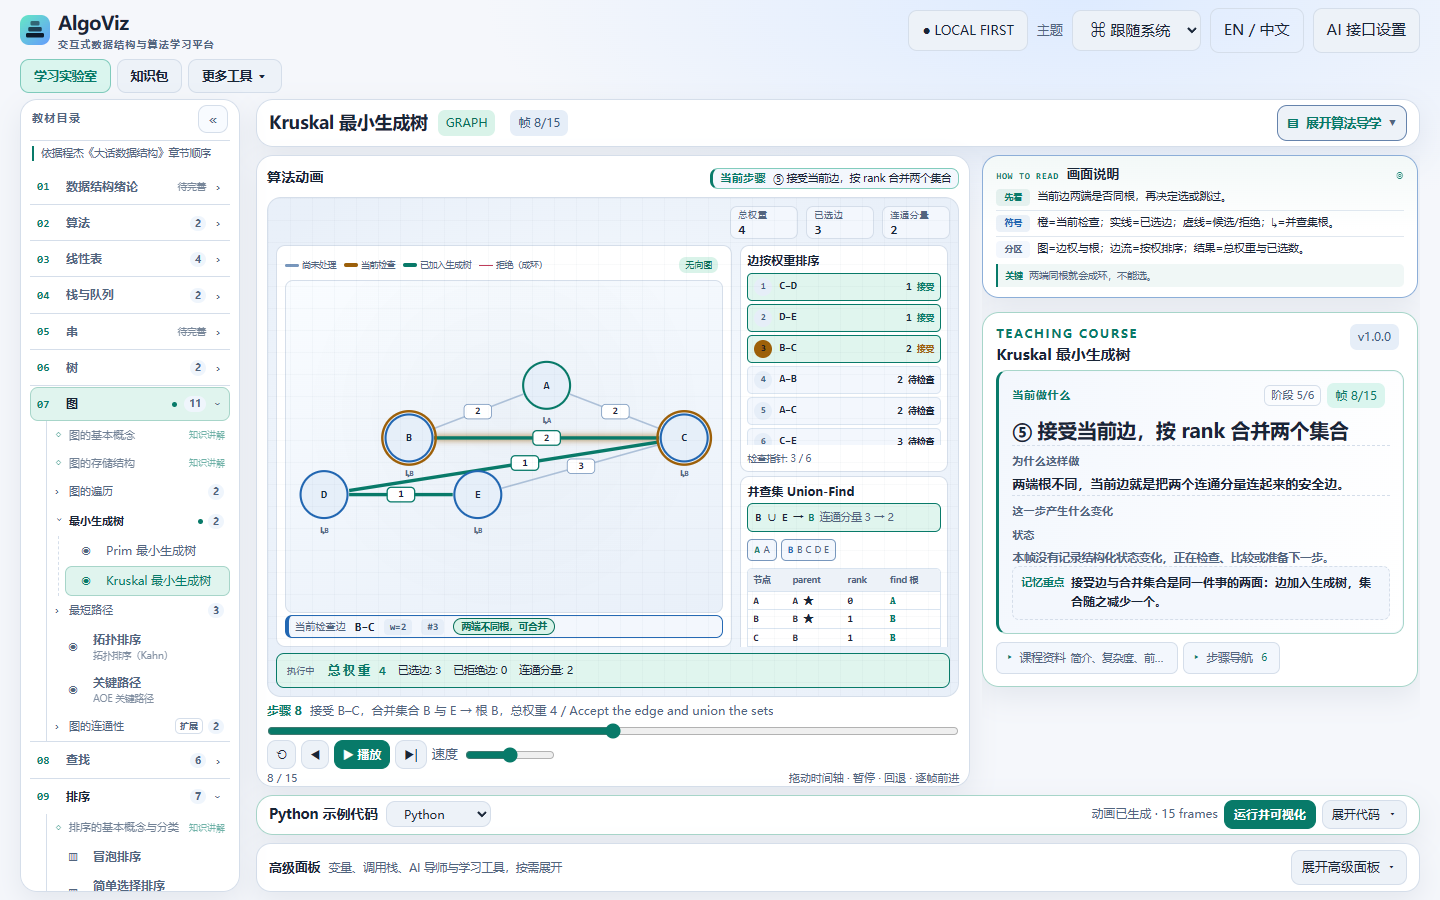 AlgoViz
交互式数据结构与算法学习平台
● LOCAL FIRST
主题
⌘ 跟随系统
EN / 中文
AI 接口设置
学习实验室
知识包
更多工具
教材目录
«
依据程杰《大话数据结构》章节顺序
01 数据结构绪论 待完善 ›
02 算法 2 ›
03 线性表 4 ›
04 栈与队列 2 ›
05 串 待完善 ›
06 树 2 ›
07 图 11
图的基本概念 知识讲解
图的存储结构 知识讲解
图的遍历 2
最小生成树 2
Prim 最小生成树
Kruskal 最小生成树
最短路径 3
拓扑排序
拓扑排序（Kahn）
关键路径
AOE 关键路径
图的连通性 扩展 2
08 查找 6 ›
09 排序 7
排序的基本概念与分类 知识讲解
冒泡排序
简单选择排序
Kruskal 最小生成树 GRAPH 帧 8/15
展开算法导学 ▾
算法动画
当前步骤 ⑤ 接受当前边，按 rank 合并两个集合
总权重
4
已选边
3
连通分量
2
尚未处理 当前检查 已加入生成树 拒绝（成环）
无向图
A
↳A
2
2
B
↳B
2
C
↳B
1
3
D
↳B
1
E
↳B
当前检查边 B–C w=2 #3 两端不同根，可合并
边按权重排序
1 C–D 1 接受
2 D–E 1 接受
3 B–C 2 接受
4 A–B 2 待检查
5 A–C 2 待检查
6 C–E 3 待检查
检查指针: 3 / 6
并查集 Union-Find
B ∪ E → B 连通分量 3 → 2
A A
B B C D E
节点 parent rank find 根
A A ★ 0 A
B B ★ 1 B
C B 1 B
执行中 总权重 4 已选边: 3 已拒绝边: 0 连通分量: 2
步骤 8 接受 B–C，合并集合 B 与 E → 根 B，总权重 4 / Accept the edge and union the sets
▶ 播放
速度
8 / 15
拖动时间轴 · 暂停 · 回退 · 逐帧前进
HOW TO READ 画面说明
先看 当前边两端是否同根，再决定选或跳过。
符号 橙=当前检查；实线=已选边；虚线=候选/拒绝；↳=并查集根。
分区 图=边权与根；边流=按权排序；结果=总权重与已选数。
关键 两端同根就会成环，不能选。
TEACHING COURSE
Kruskal 最小生成树
v1.0.0
当前做什么
阶段 5/6
帧 8/15
⑤ 接受当前边，按 rank 合并两个集合
为什么这样做
两端根不同，当前边就是把两个连通分量连起来的安全边。
这一步产生什么变化
状态
本帧没有记录结构化状态变化，正在检查、比较或准备下一步。
记忆重点 接受边与合并集合是同一件事的两面：边加入生成树，集
合随之减少一个。
课程资料 简介、复杂度、前...
步骤导航 6
Python 示例代码
Python
动画已生成 · 15 frames
运行并可视化
展开代码
高级面板 变量、调用栈、AI 导师与学习工具，按需展开
展开高级面板